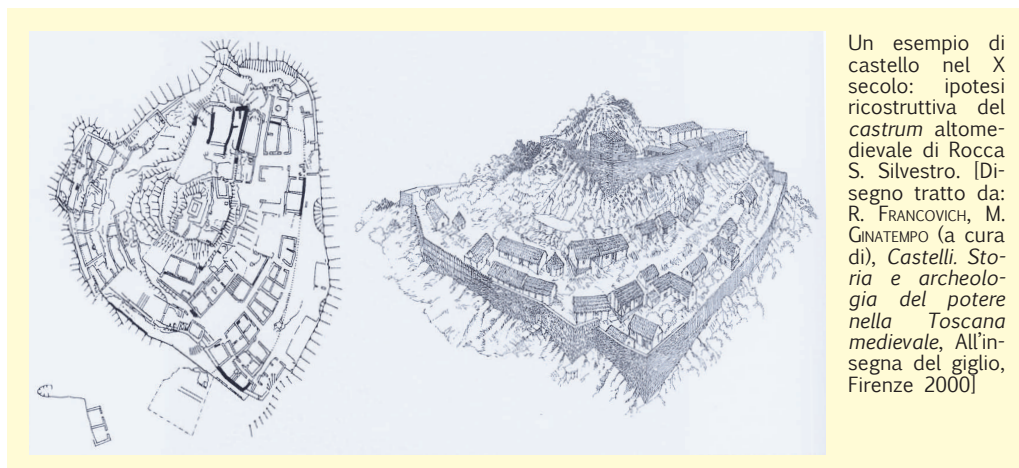 Un esempio di
castello nel X
secolo: ipotesi
ricostruttiva del
castrum altome-
dievale di Rocca
S. Silvestro. [Di-
segno tratto da:
R. FRANCOVICH, M.
GINATEMPO (a cura
di), Castelli. Sto-
ria e archeolo-
gia del potere
nella Toscana
medievale, All'in-
segna del giglio,
Firenze 2000]